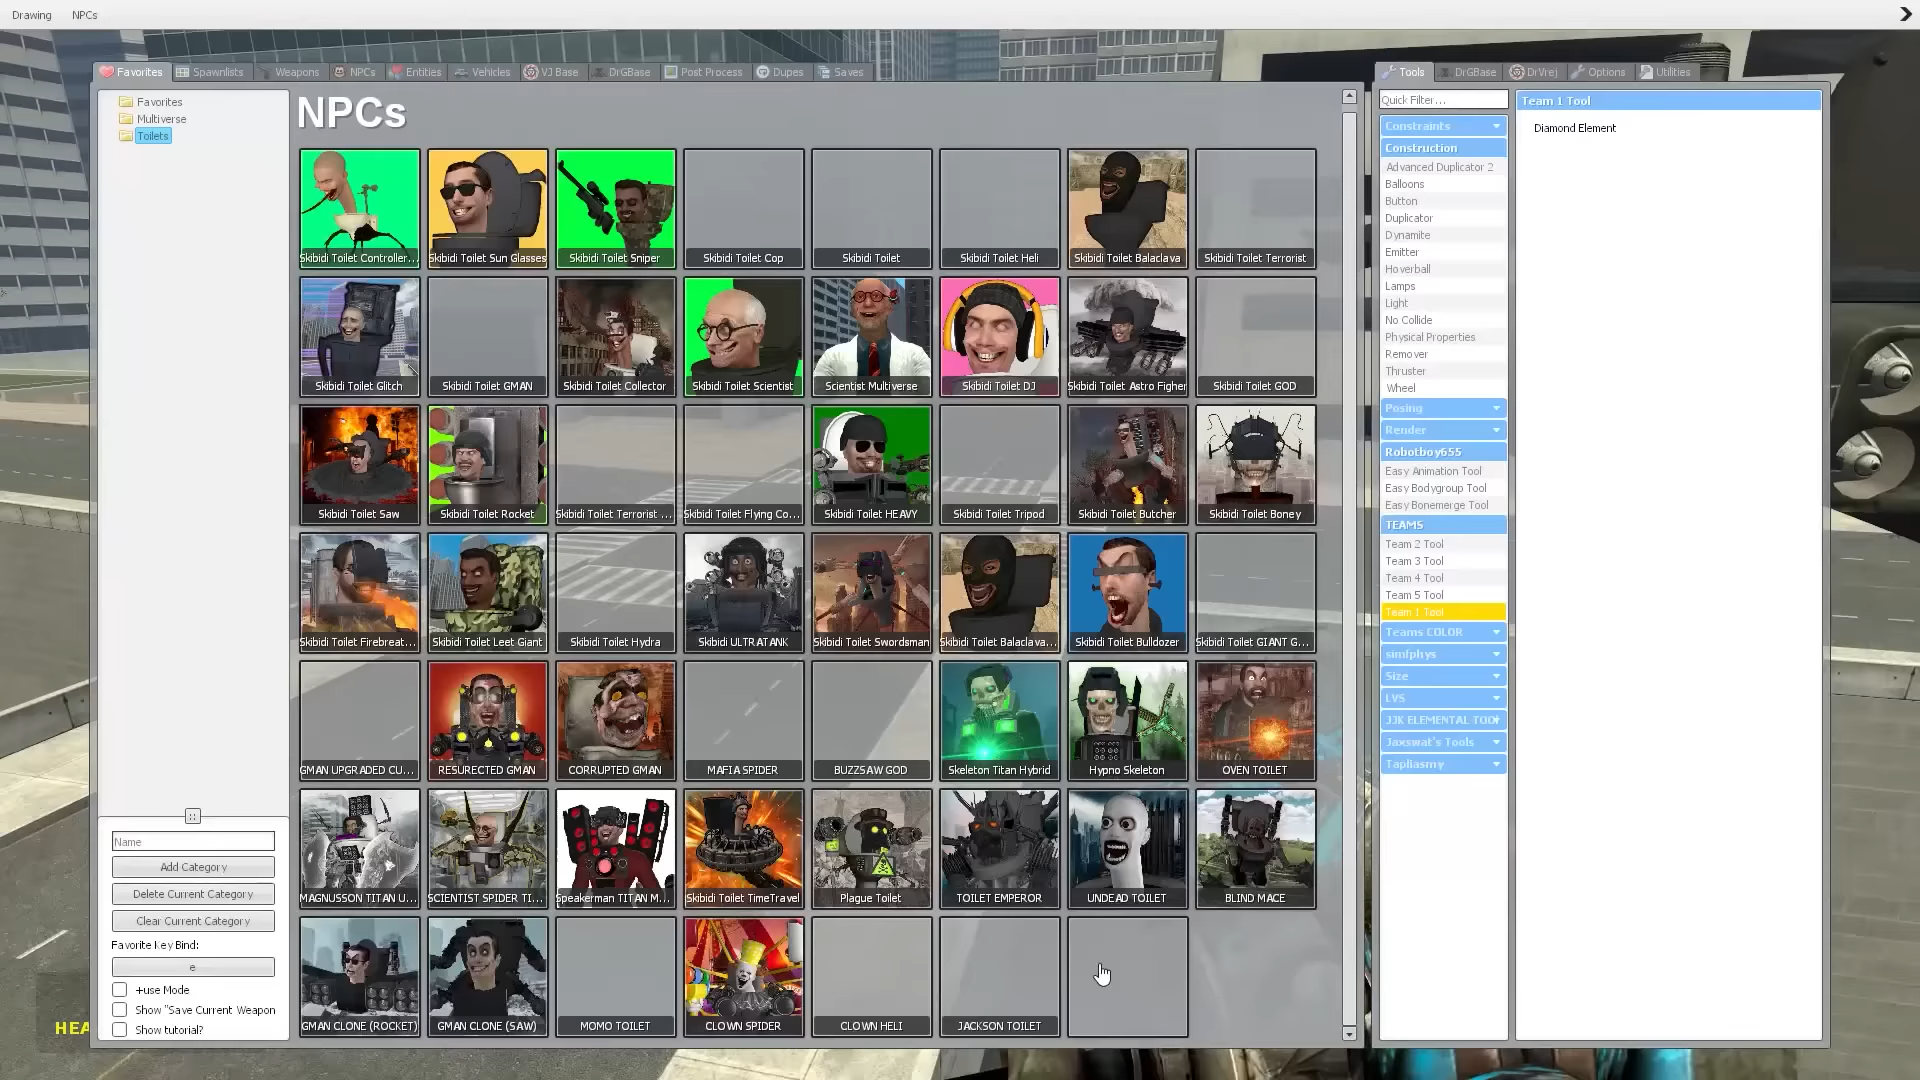 Drawing NPCs
Favorites Spawnlists Weapons NPCs Entities Vehicles VJ Base DrGBase Post Process Dupes Saves
Favorites
Multiverse
Toilets
NPCs
Skibidi Toilet Controller... Skibidi Toilet Sun Glasses Skibidi Toilet Sniper Skibidi Toilet Cop Skibidi Toilet Skibidi Toilet Heli Skibidi Toilet Balaclava Skibidi Toilet Terrorist
Skibidi Toilet Glitch Skibidi Toilet GMAN Skibidi Toilet Collector Skibidi Toilet Scientist Scientist Multiverse Skibidi Toilet DJ Skibidi Toilet Astro Figher Skibidi Toilet GOD
Skibidi Toilet Saw Skibidi Toilet Rocket Skibidi Toilet Terrorist ... Skibidi Toilet Flying Co... Skibidi Toilet HEAVY Skibidi Toilet Tripod Skibidi Toilet Butcher Skibidi Toilet Boney
Skibidi Toilet Firebreat... Skibidi Toilet Leet Giant Skibidi Toilet Hydra Skibidi ULTRATANK Skibidi Toilet Swordsman Skibidi Toilet Balaclava... Skibidi Toilet Bulldozer Skibidi Toilet GIANT G...
GMAN UPGRADED CU... RESURECTED GMAN CORRUPTED GMAN MAFIA SPIDER BUZZSAW GOD Skeleton Titan Hybrid Hypno Skeleton OVEN TOILET
MAGNUSSON TITAN U... SCIENTIST SPIDER TI... Speakerman TITAN M... Skibidi Toilet TimeTravel Plague Toilet TOILET EMPEROR UNDEAD TOILET BLIND MACE
GMAN CLONE (ROCKET) GMAN CLONE (SAW) MOMO TOILET CLOWN SPIDER CLOWN HELI JACKSON TOILET
Name
Add Category
Delete Current Category
Clear Current Category
Favorite Key Bind:
e
+use Mode
Show "Save Current Weapon
Show tutorial?
HEA
Tools DrGBase DrVrej Options Utilities
Quick Filter...
Constraints
Construction
Advanced Duplicator 2
Balloons
Button
Duplicator
Dynamite
Emitter
Hoverball
Lamps
Light
No Collide
Physical Properties
Remover
Thruster
Wheel
Posing
Render
Robotboy655
Easy Animation Tool
Easy Bodygroup Tool
Easy Bonemerge Tool
TEAMS
Team 2 Tool
Team 3 Tool
Team 4 Tool
Team 5 Tool
Team 1 Tool
Teams COLOR
simfphys
Size
LVS
JJK ELEMENTAL TOOL
Jaxswat's Tools
Tapliasmy
Team 1 Tool
Diamond Element